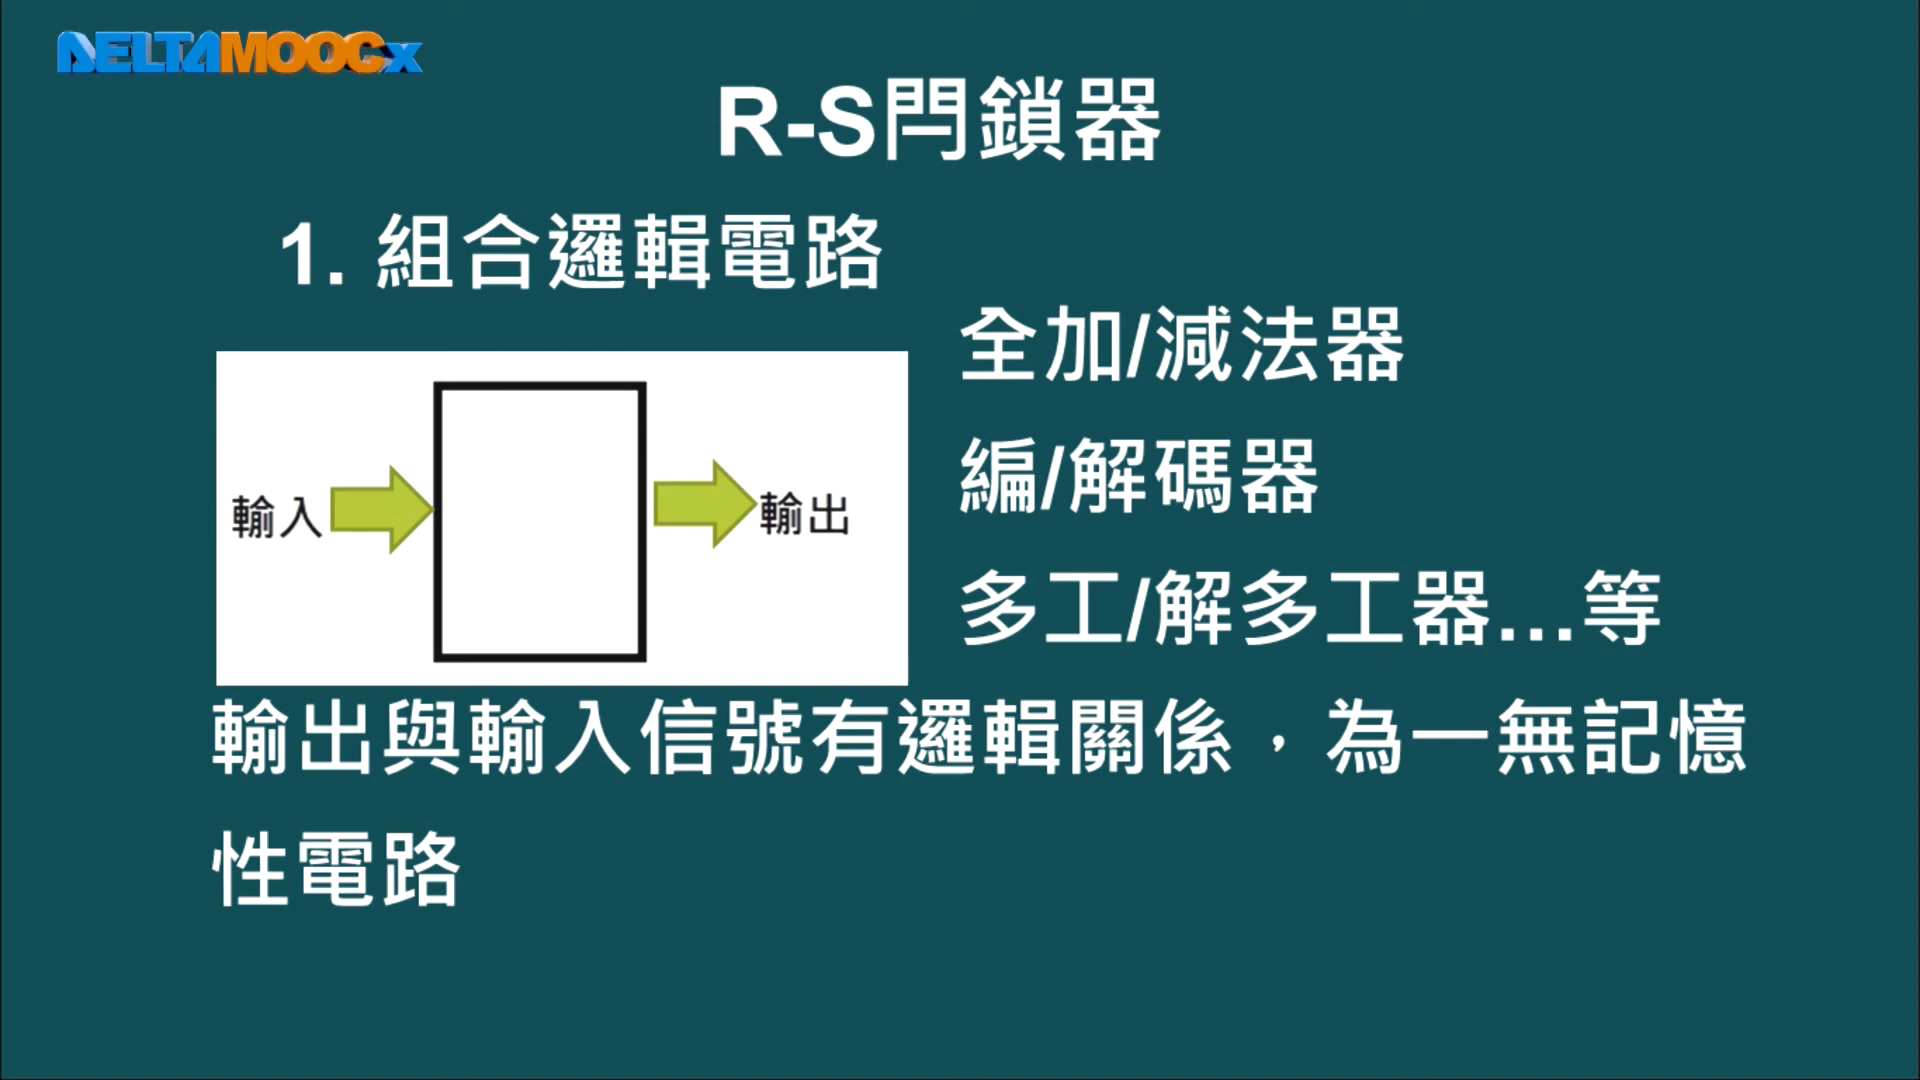 DELTAMOOCx
R-S閂鎖器
1. 組合邏輯電路
全加/減法器
編/解碼器
多工/解多工器...等
輸入
輸出
輸出與輸入信號有邏輯關係，為一無記憶
性電路